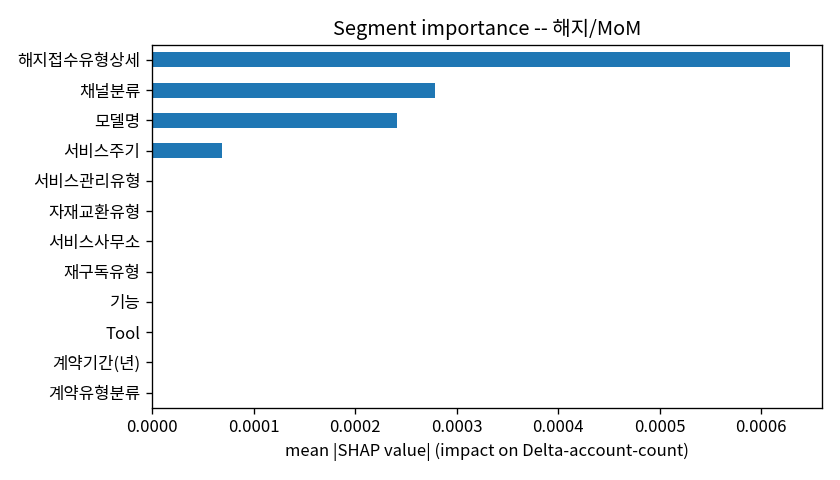 Segment importance -- 해지/MoM
해지접수유형상세
채널분류
모델명
서비스주기
서비스관리유형
자재교환유형
서비스사무소
재구독유형
기능
Tool
계약기간(년)
계약유형분류
0.0000 0.0001 0.0002 0.0003 0.0004 0.0005 0.0006
mean |SHAP value| (impact on Delta-account-count)